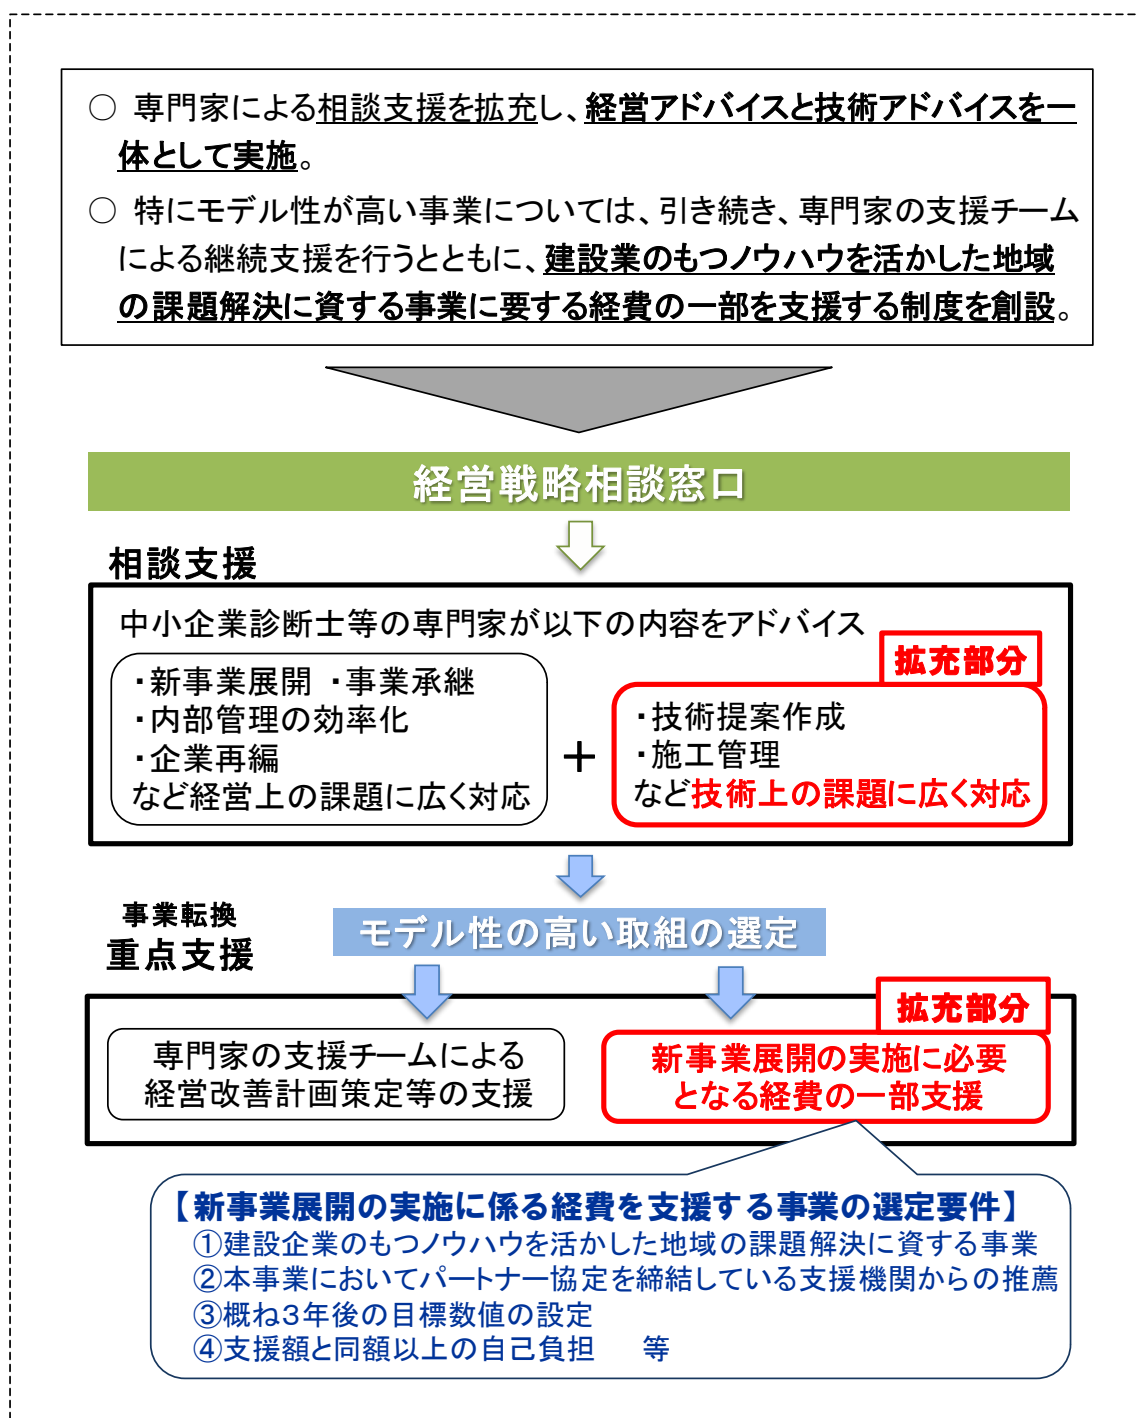 ○ 専門家による相談支援を拡充し、経営アドバイスと技術アドバイスを一
体として実施。
○ 特にモデル性が高い事業については、引き続き、専門家の支援チーム
による継続支援を行うとともに、建設業のもつノウハウを活かした地域
の課題解決に資する事業に要する経費の一部を支援する制度を創設。
経営戦略相談窓口
相談支援
中小企業診断士等の専門家が以下の内容をアドバイス
・新事業展開 ・事業承継
・内部管理の効率化
・企業再編
など経営上の課題に広く対応
＋
拡充部分
・技術提案作成
・施工管理
など技術上の課題に広く対応
事業転換
重点支援
モデル性の高い取組の選定
専門家の支援チームによる
経営改善計画策定等の支援
拡充部分
新事業展開の実施に必要
となる経費の一部支援
【新事業展開の実施に係る経費を支援する事業の選定要件】
①建設企業のもつノウハウを活かした地域の課題解決に資する事業
②本事業においてパートナー協定を締結している支援機関からの推薦
③概ね３年後の目標数値の設定
④支援額と同額以上の自己負担　等